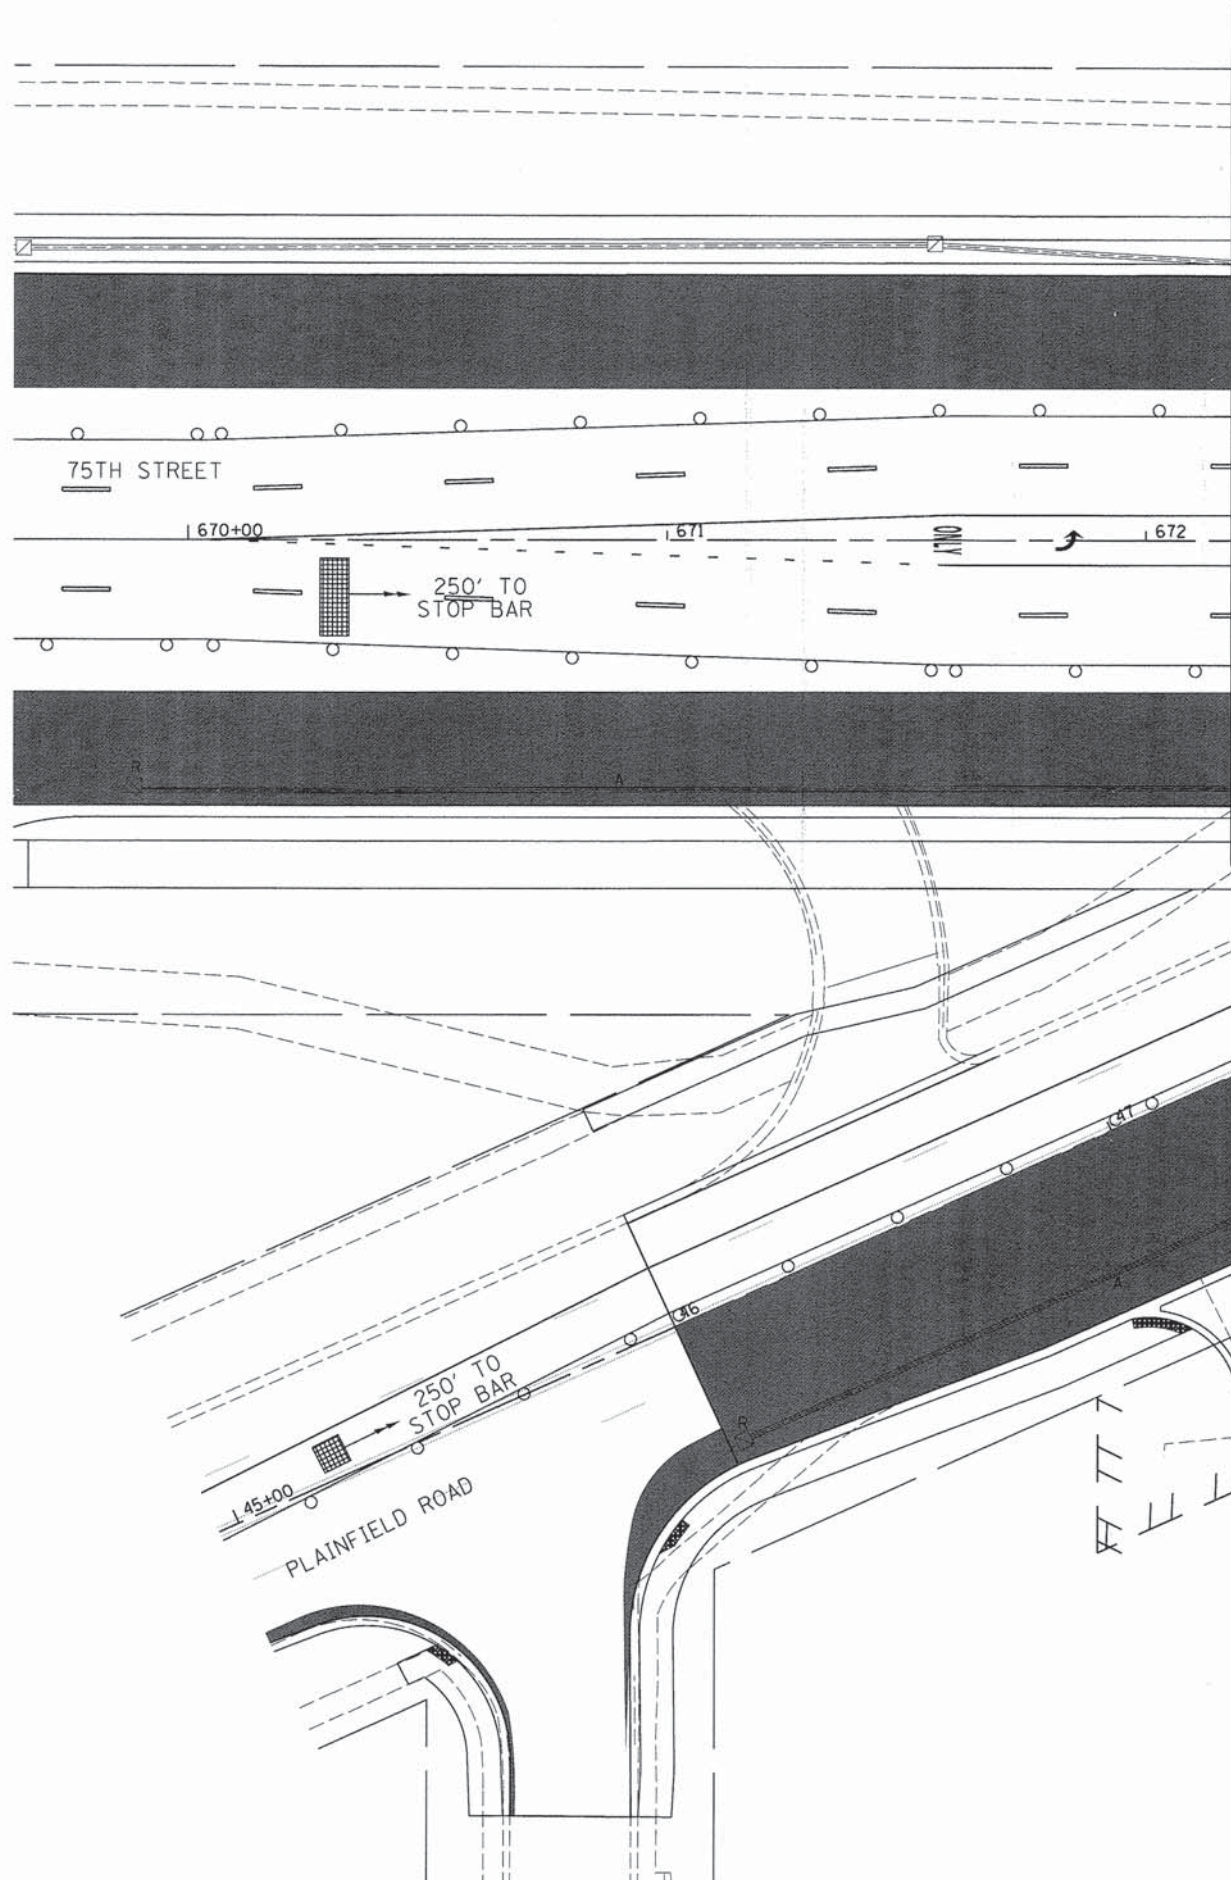 75TH STREET
670+00
671
ONLY
672
250' TO
STOP BAR
R
A
47
46
A
250' TO
STOP BAR
R
45+00
PLAINFIELD ROAD